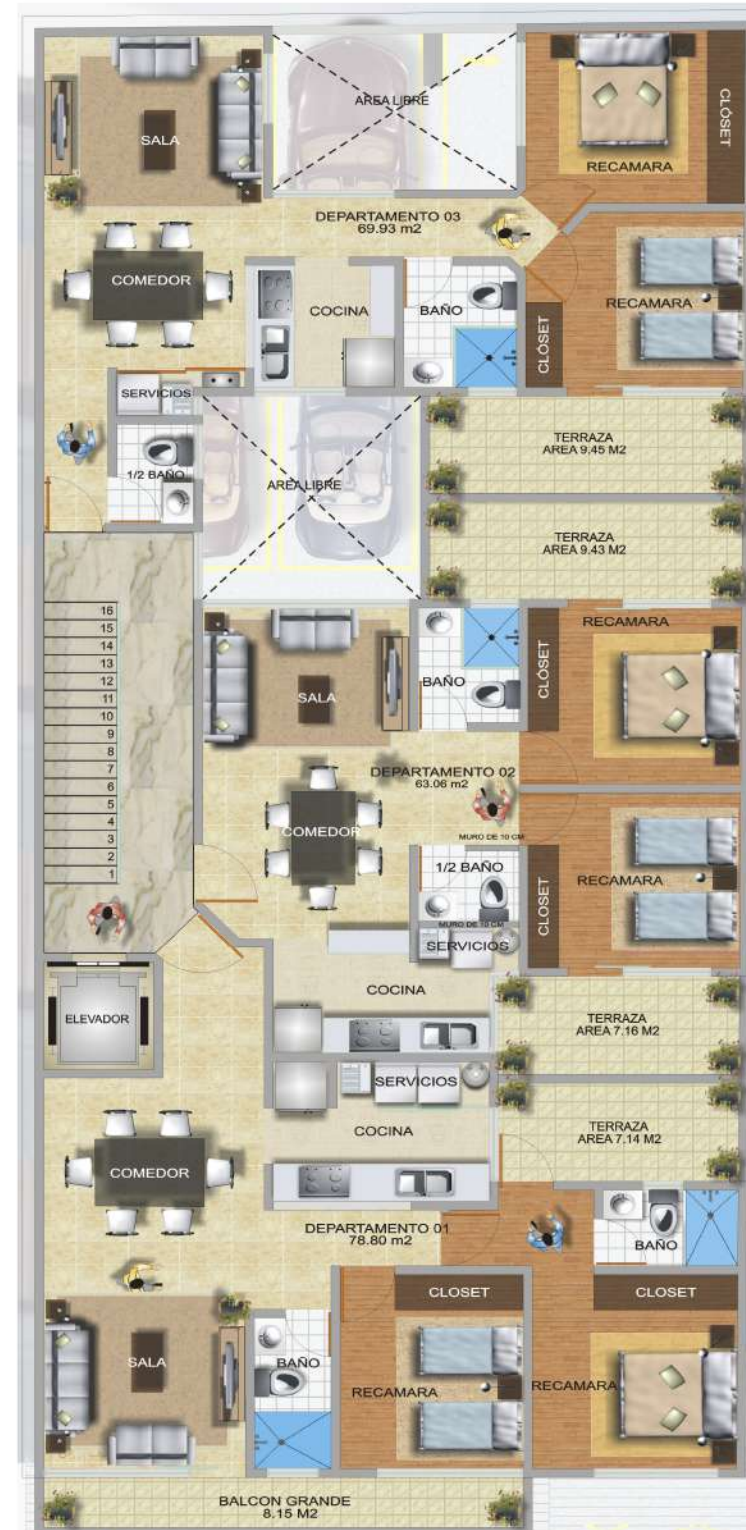 SALA
AREA LIBRE
RECAMARA
CLÓSET
DEPARTAMENTO 03
69.93 m2
COMEDOR
COCINA
BAÑO
RECAMARA
CLÓSET
SERVICIOS
1/2 BAÑO
AREA LIBRE
TERRAZA
AREA 9.45 M2
TERRAZA
AREA 9.43 M2
16
15
14
13
12
11
10
9
8
7
6
5
4
3
2
1
RECAMARA
CLÓSET
BAÑO
SALA
DEPARTAMENTO 02
63.06 m2
COMEDOR
MURO DE 10 CM
1/2 BAÑO
RECAMARA
CLOSET
MURO DE 10 CM
SERVICIOS
COCINA
ELEVADOR
TERRAZA
AREA 7.16 M2
SERVICIOS
COCINA
TERRAZA
AREA 7.14 M2
COMEDOR
DEPARTAMENTO 01
78.80 m2
BAÑO
CLOSET
CLOSET
SALA
BAÑO
RECAMARA
RECAMARA
BALCON GRANDE
8.15 M2